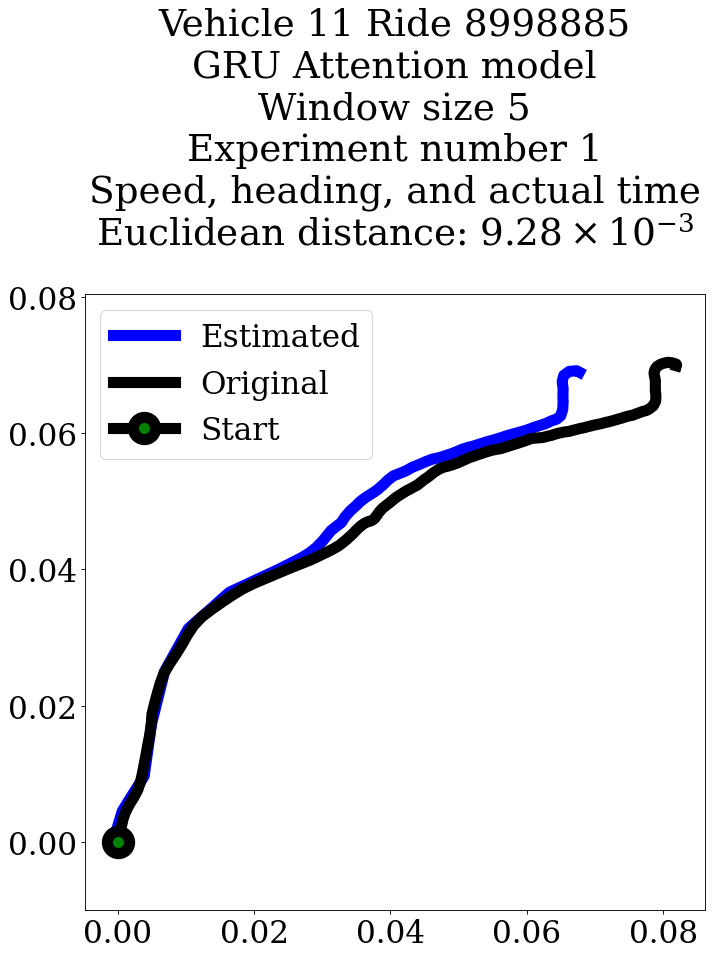 Vehicle 11 Ride 8998885
GRU Attention model
Window size 5
Experiment number 1
Speed, heading, and actual time
Euclidean distance: 9.28 × 10⁻³
0.08
0.06
0.04
0.02
0.00
Estimated
Original
Start
0.00 0.02 0.04 0.06 0.08